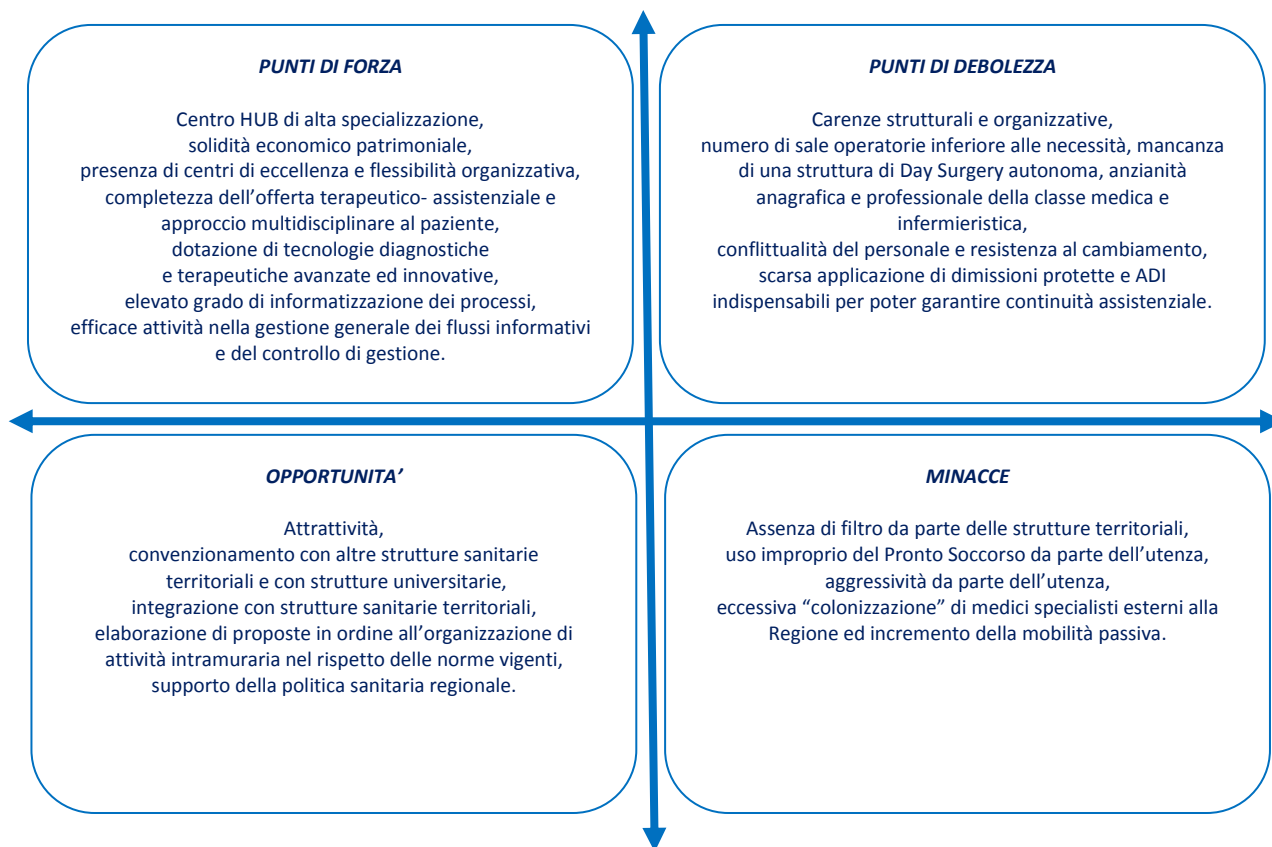 PUNTI DI FORZA
Centro HUB di alta specializzazione,
solidità economico patrimoniale,
presenza di centri di eccellenza e flessibilità organizzativa,
completezza dell’offerta terapeutico- assistenziale e
approccio multidisciplinare al paziente,
dotazione di tecnologie diagnostiche
e terapeutiche avanzate ed innovative,
elevato grado di informatizzazione dei processi,
efficace attività nella gestione generale dei flussi informativi
e del controllo di gestione.
PUNTI DI DEBOLEZZA
Carenze strutturali e organizzative,
numero di sale operatorie inferiore alle necessità, mancanza
di una struttura di Day Surgery autonoma, anzianità
anagrafica e professionale della classe medica e
infermieristica,
conflittualità del personale e resistenza al cambiamento,
scarsa applicazione di dimissioni protette e ADI
indispensabili per poter garantire continuità assistenziale.
OPPORTUNITA’
Attrattività,
convenzionamento con altre strutture sanitarie
territoriali e con strutture universitarie,
integrazione con strutture sanitarie territoriali,
elaborazione di proposte in ordine all’organizzazione di
attività intramuraria nel rispetto delle norme vigenti,
supporto della politica sanitaria regionale.
MINACCE
Assenza di filtro da parte delle strutture territoriali,
uso improprio del Pronto Soccorso da parte dell’utenza,
aggressività da parte dell’utenza,
eccessiva “colonizzazione” di medici specialisti esterni alla
Regione ed incremento della mobilità passiva.